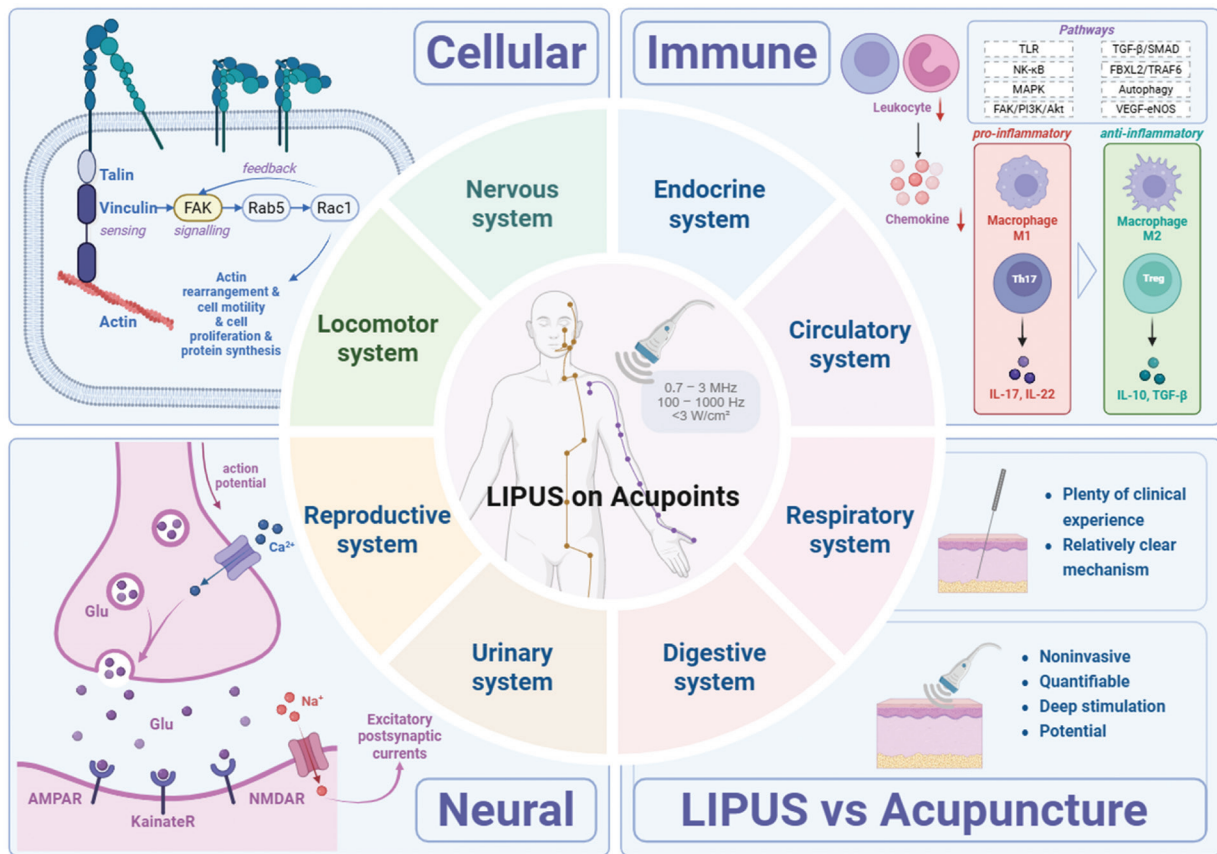 Cellular
Talin
Vinculin
sensing
FAK
signalling
feedback
Rab5
Rac1
Actin
Actin
rearrangement &
cell motility
& cell
proliferation &
protein synthesis
Immune
Leukocyte
Chemokine
Pathways
TLR
TGF-β/SMAD
NK-κB
FBXL2/TRAF6
MAPK
Autophagy
FAK/PI3K/Akt
VEGF-eNOS
pro-inflammatory
Macrophage
M1
Th17
IL-17, IL-22
anti-inflammatory
Macrophage
M2
Treg
IL-10, TGF-β
Nervous
system
Endocrine
system
Circulatory
system
Respiratory
system
Digestive
system
Urinary
system
Reproductive
system
Locomotor
system
0.7 – 3 MHz
100 – 1000 Hz
<3 W/cm²
LIPUS on Acupoints
action
potential
Ca²⁺
Glu
Glu
Na⁺
Excitatory
postsynaptic
currents
AMPAR
KainateR
NMDAR
Neural
• Plenty of clinical
experience
• Relatively clear
mechanism
• Noninvasive
• Quantifiable
• Deep stimulation
• Potential
LIPUS vs Acupuncture